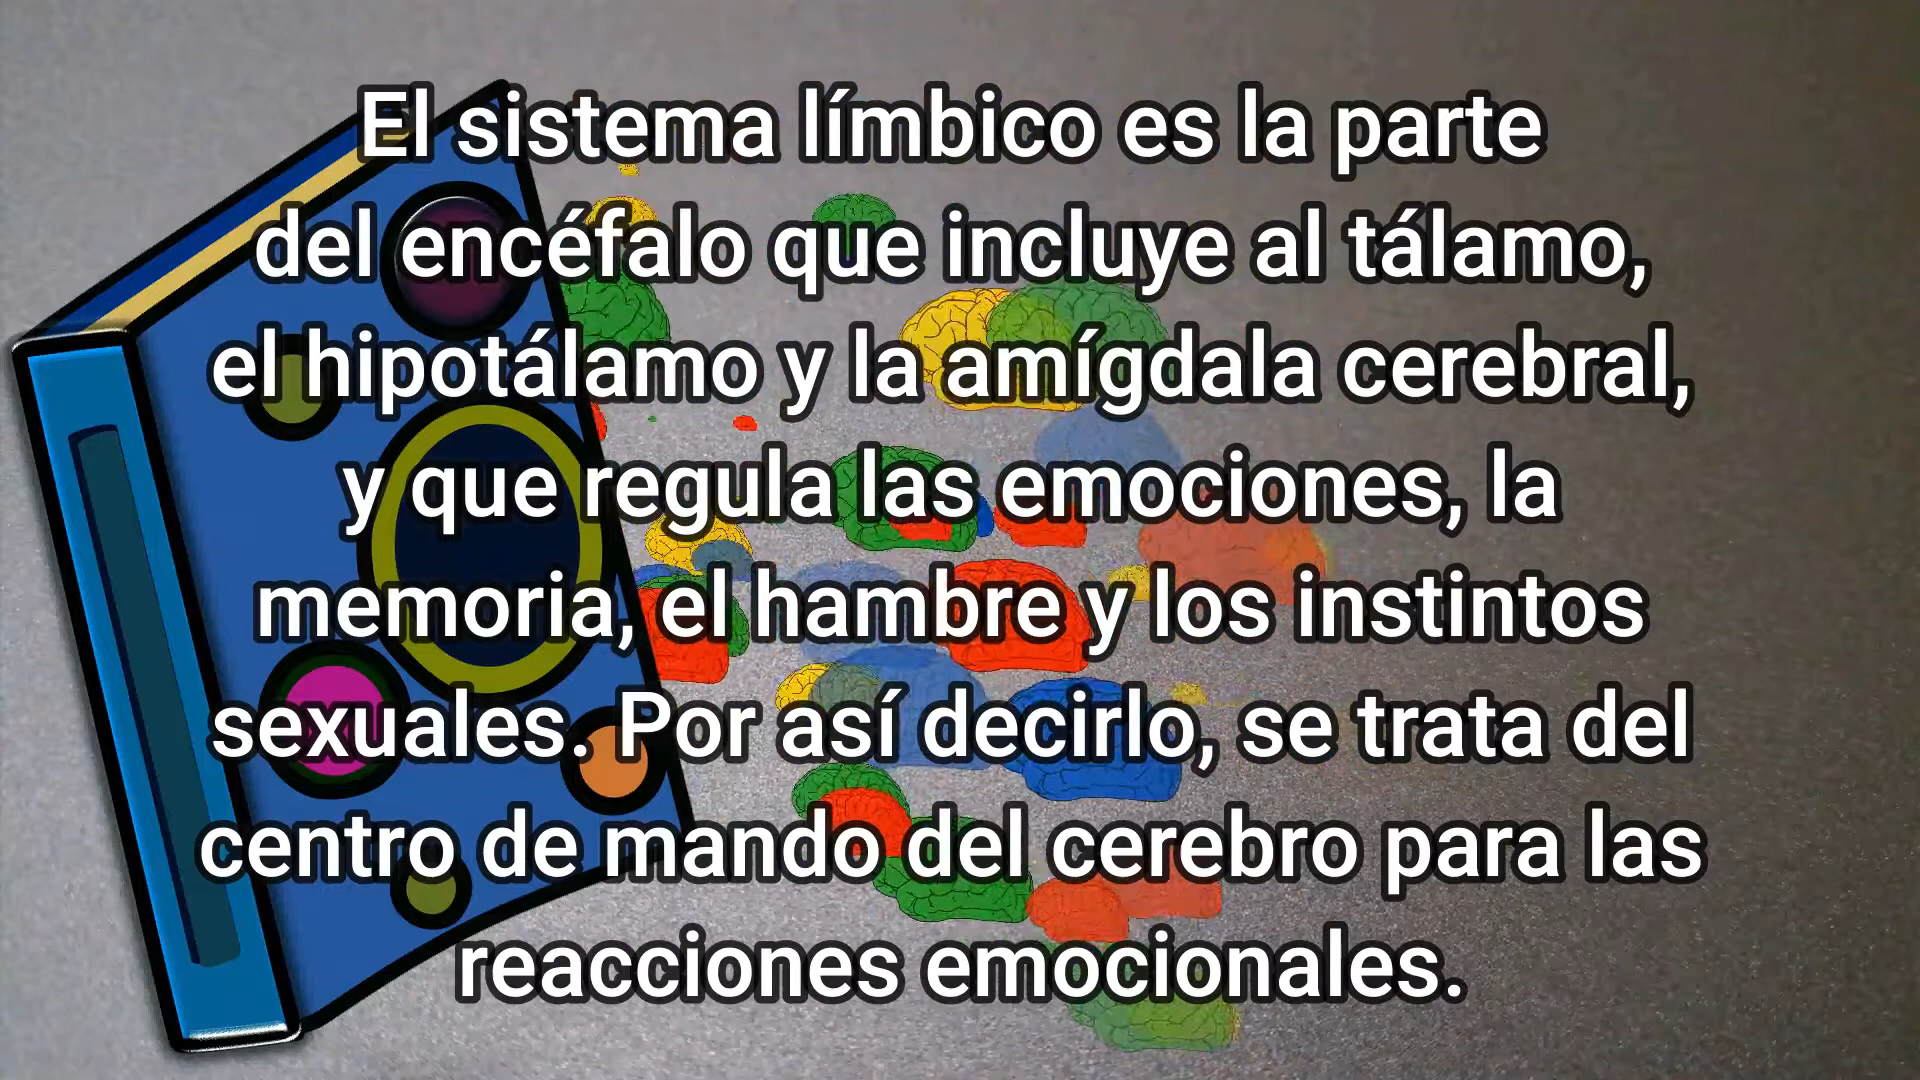 El sistema límbico es la parte
del encéfalo que incluye al tálamo,
el hipotálamo y la amígdala cerebral,
y que regula las emociones, la
memoria, el hambre y los instintos
sexuales. Por así decirlo, se trata del
centro de mando del cerebro para las
reacciones emocionales.